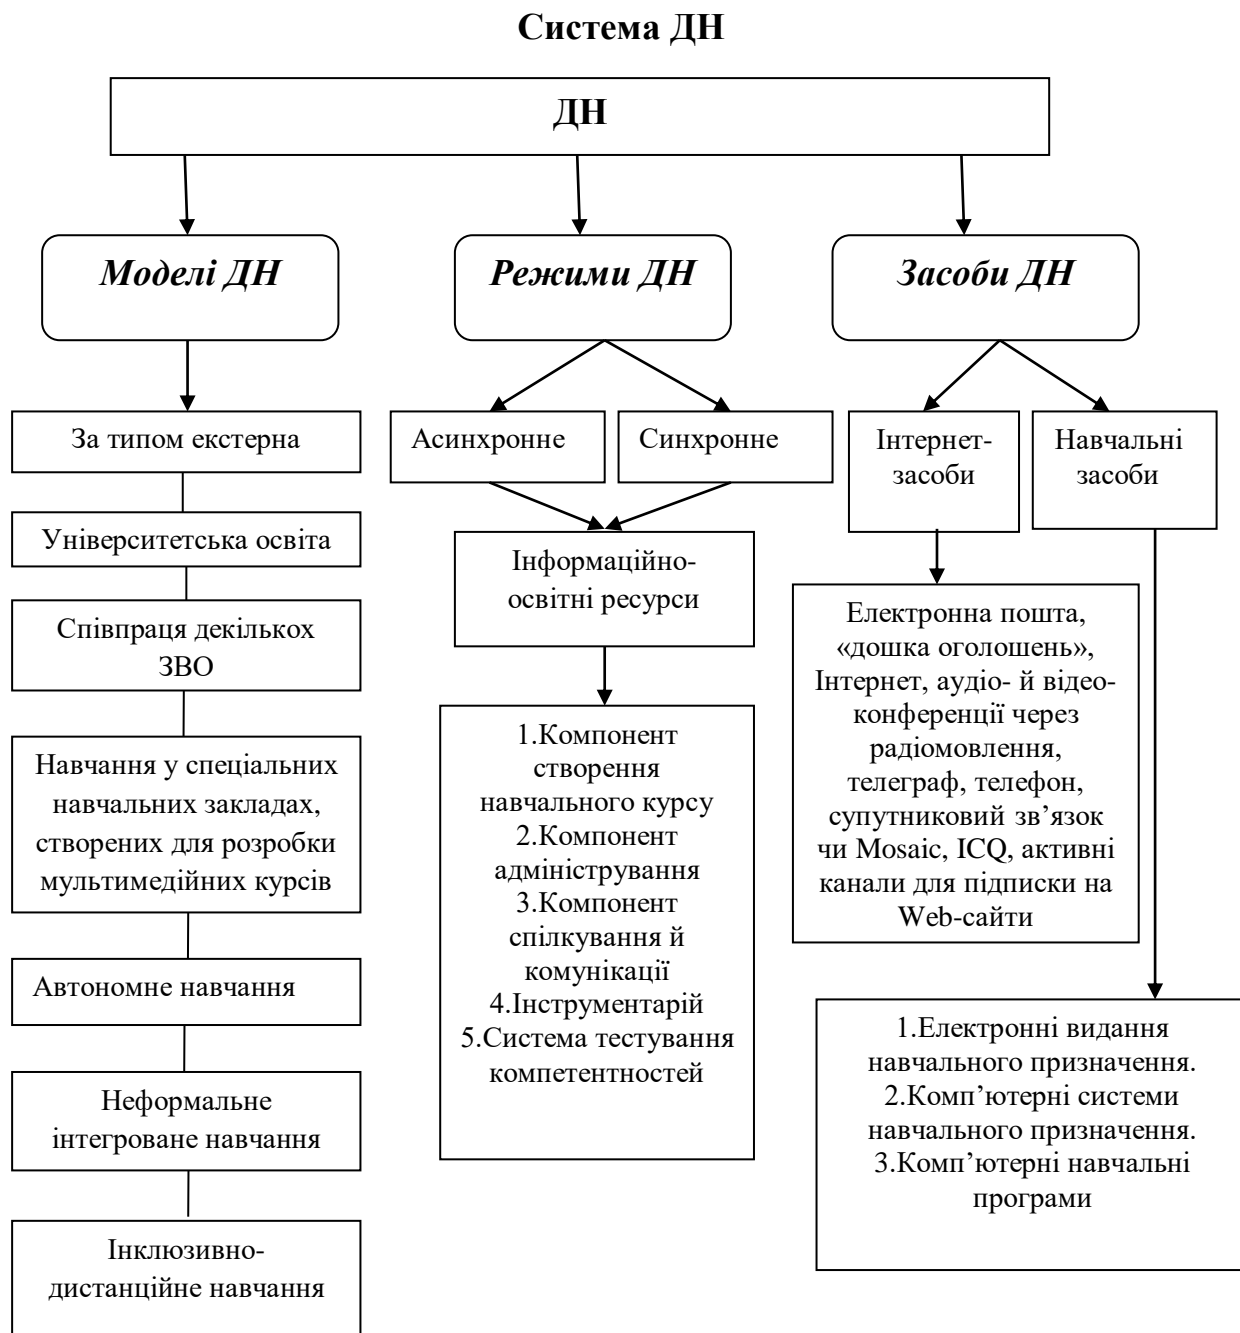 Система ДН
ДН
Моделі ДН
Режими ДН
Засоби ДН
За типом екстерна
Університетська освіта
Співпраця декількох
ЗВО
Навчання у спеціальних
навчальних закладах,
створених для розробки
мультимедійних курсів
Автономне навчання
Неформальне
інтегроване навчання
Інклюзивно-
дистанційне навчання
Асинхронне
Синхронне
Інформаційно-
освітні ресурси
1.Компонент
створення
навчального курсу
2.Компонент
адміністрування
3.Компонент
спілкування й
комунікації
4.Інструментарій
5.Система тестування
компетентностей
Інтернет-
засоби
Навчальні
засоби
Електронна пошта,
«дошка оголошень»,
Інтернет, аудіо- й відео-
конференції через
радіомовлення,
телеграф, телефон,
супутниковий зв’язок
чи Mosaic, ICQ, активні
канали для підписки на
Web-сайти
1.Електронні видання
навчального призначення.
2.Комп’ютерні системи
навчального призначення.
3.Комп’ютерні навчальні
програми